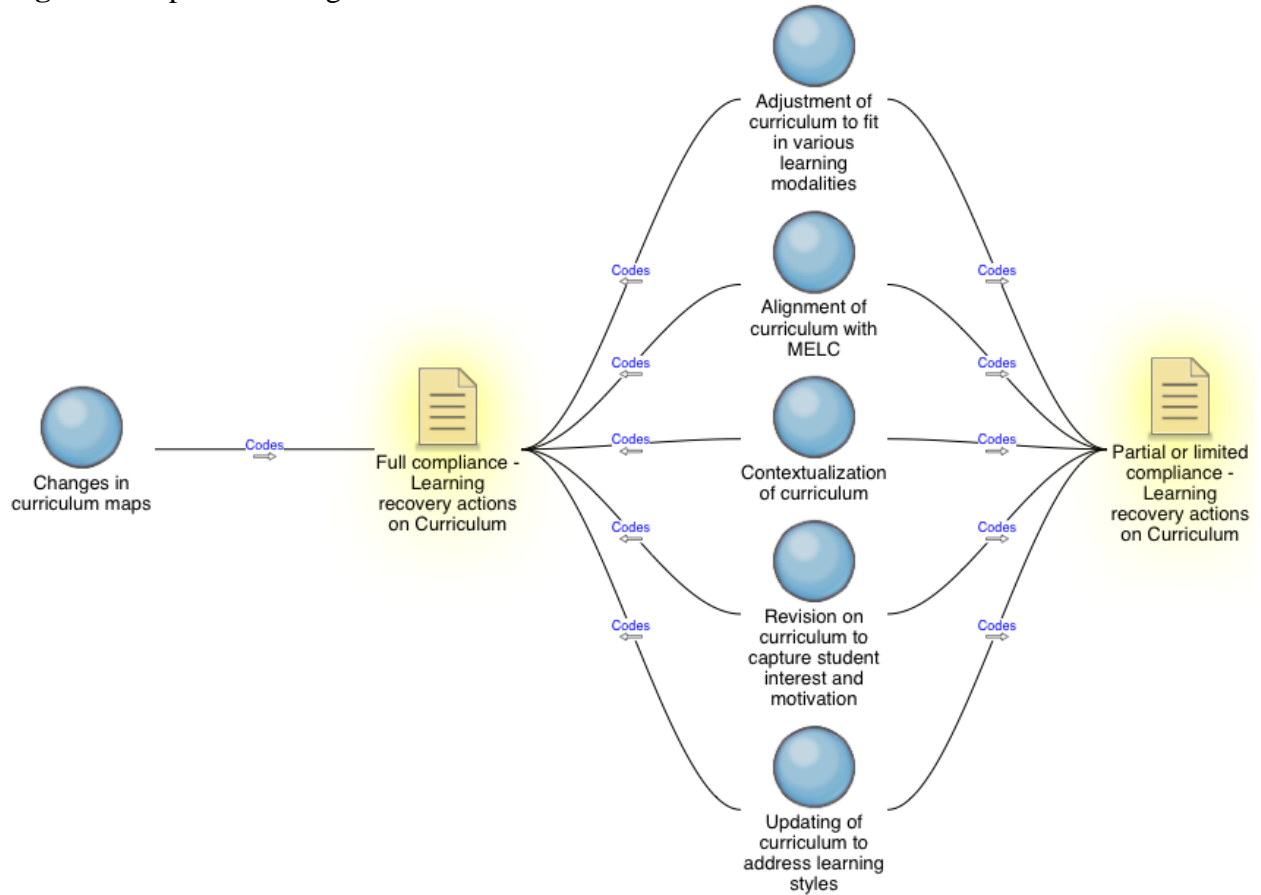 Adjustment of
curriculum to fit
in various
learning
modalities
Codes
Codes
Alignment of
curriculum with
MELC
Codes
Codes
Changes in
curriculum maps
Codes
Full compliance -
Learning
recovery actions
on Curriculum
Codes
Codes
Contextualization
of curriculum
Partial or limited
compliance -
Learning
recovery actions
on Curriculum
Codes
Codes
Revision on
curriculum to
capture student
interest and
motivation
Codes
Codes
Updating of
curriculum to
address learning
styles